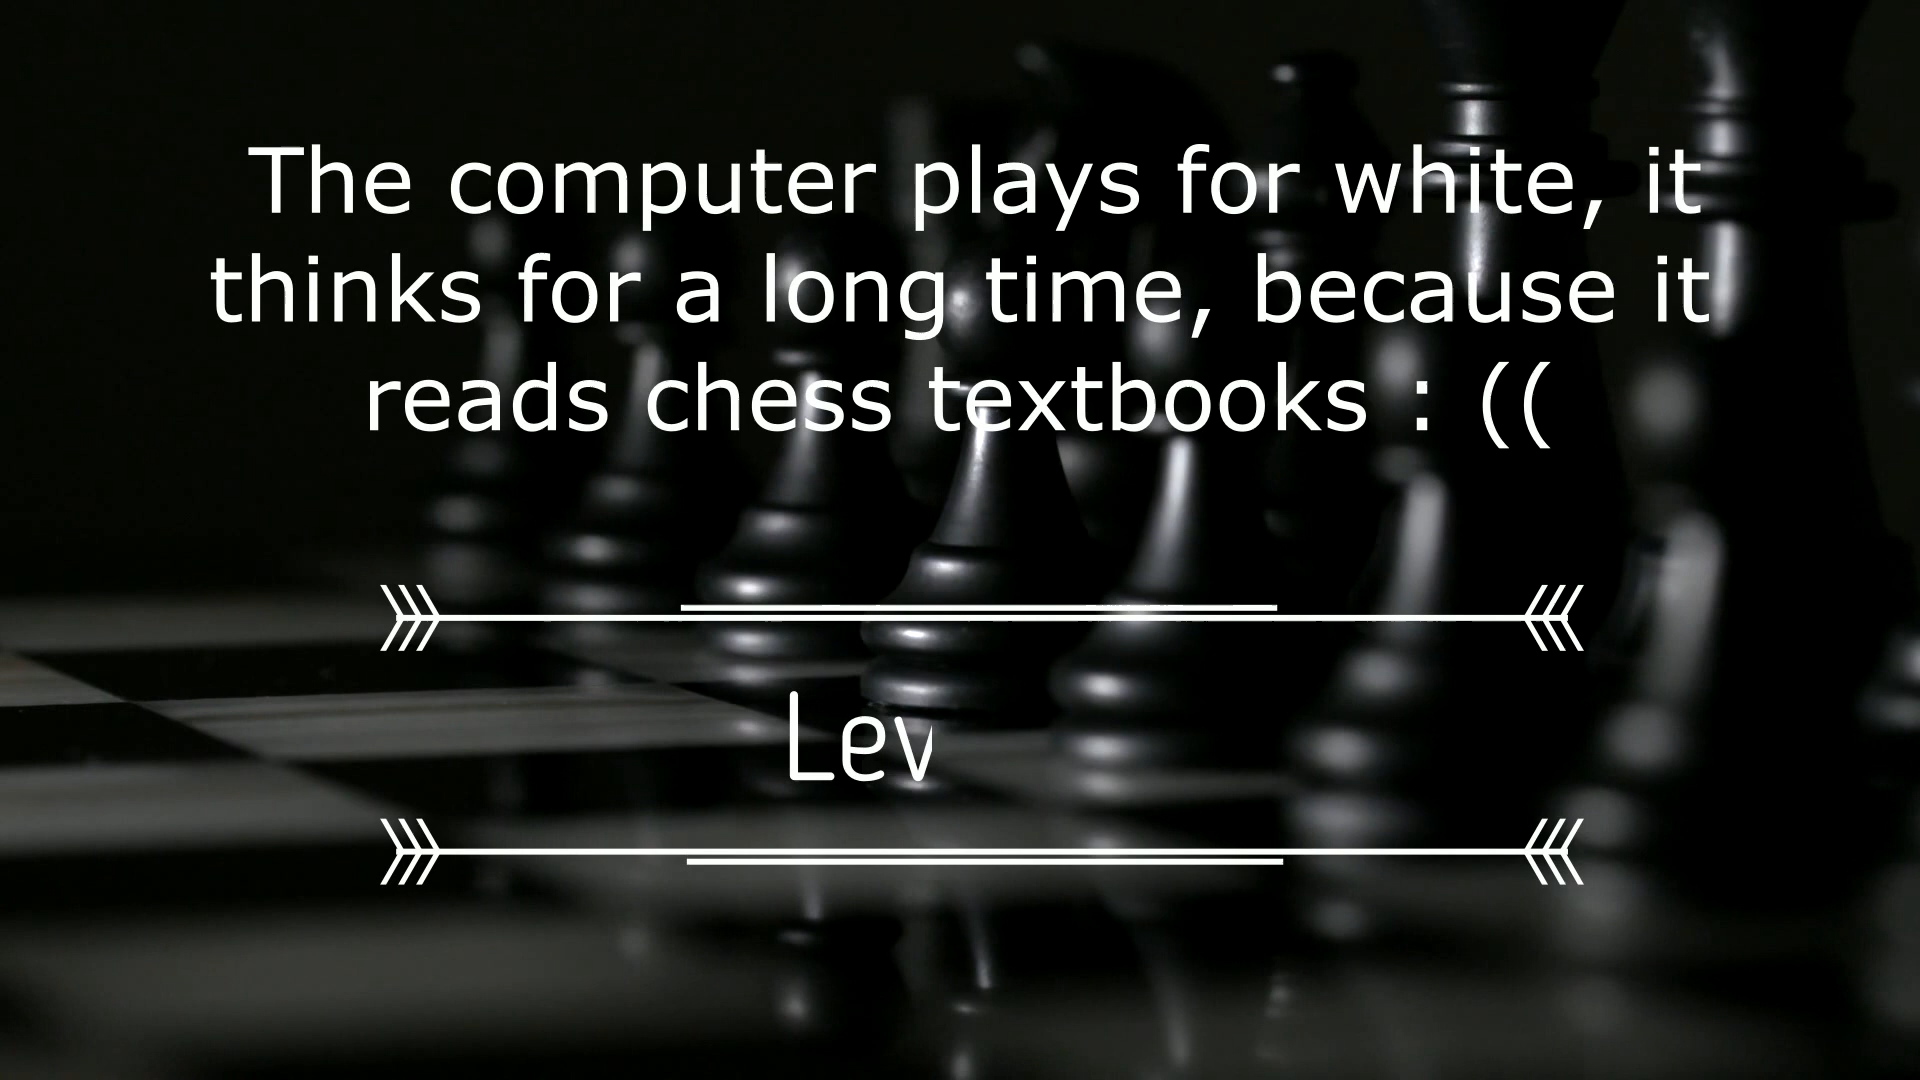 The computer plays for white, it
thinks for a long time, because it
reads chess textbooks : ((
Lev